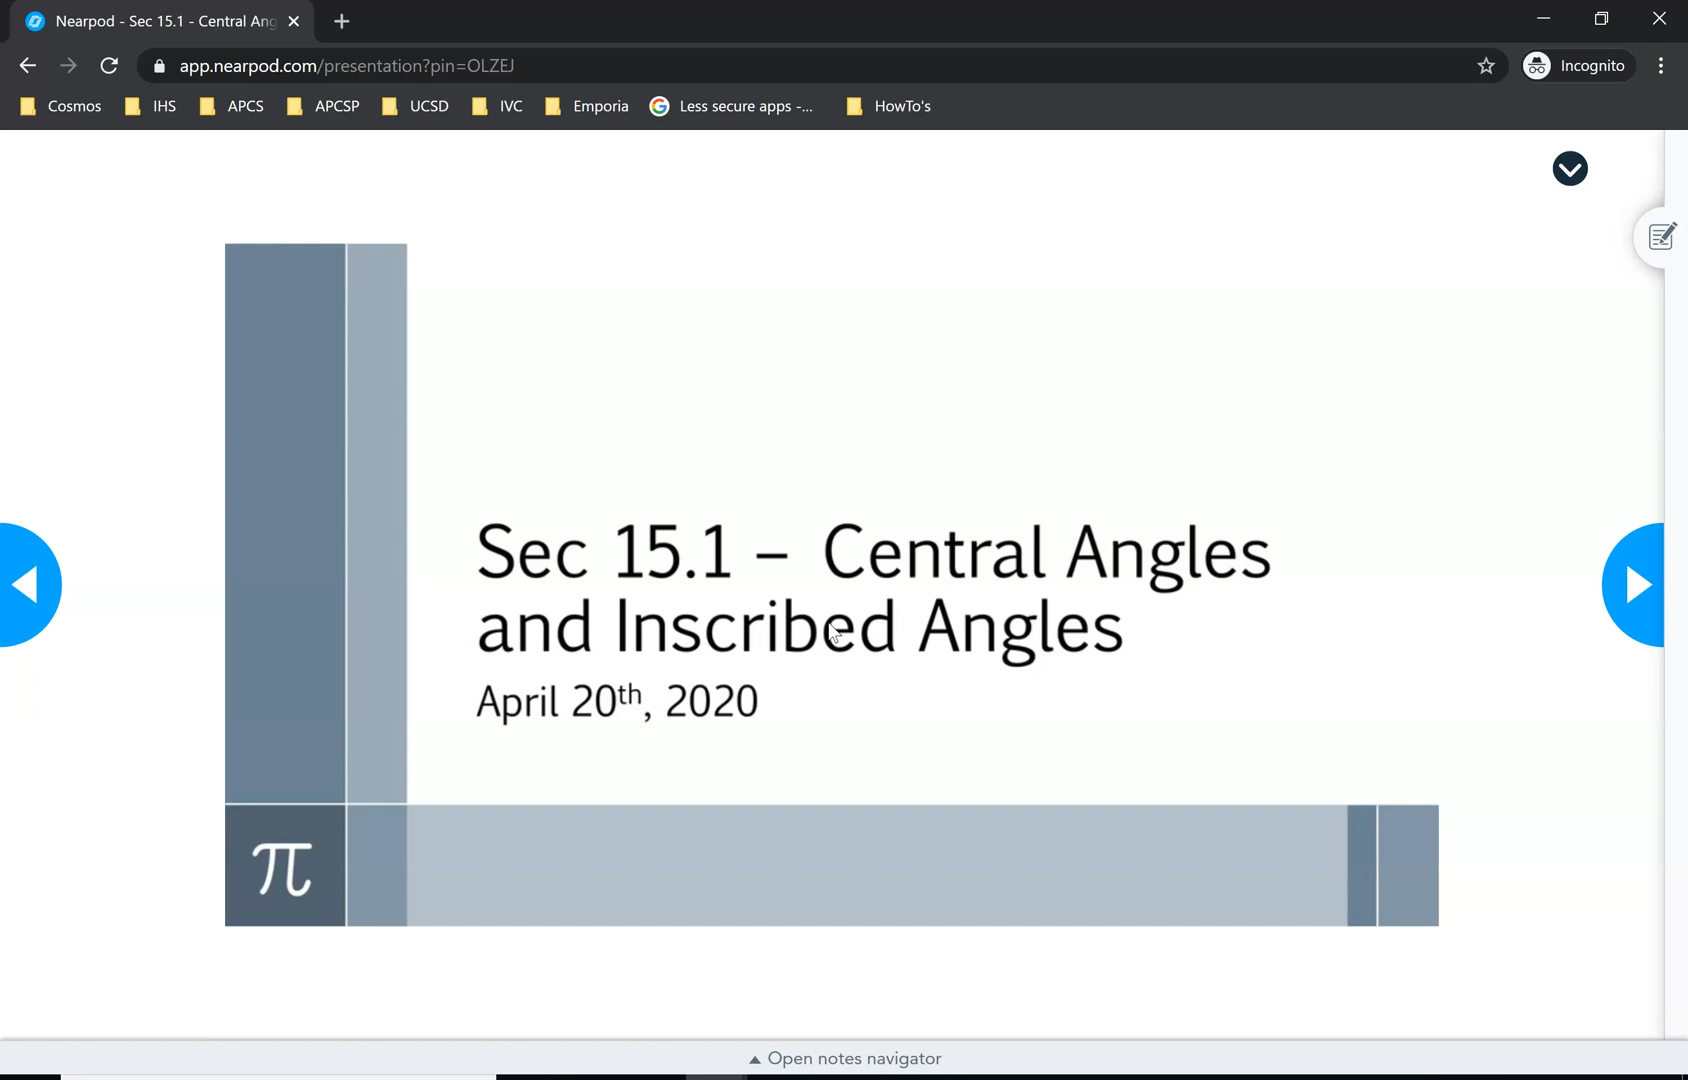 Nearpod - Sec 15.1 - Central Ang
app.nearpod.com/presentation?pin=OLZEJ
Incognito
Cosmos IHS APCS APCSP UCSD IVC Emporia Less secure apps -... HowTo's
Sec 15.1 – Central Angles
and Inscribed Angles
April 20th, 2020
π
Open notes navigator